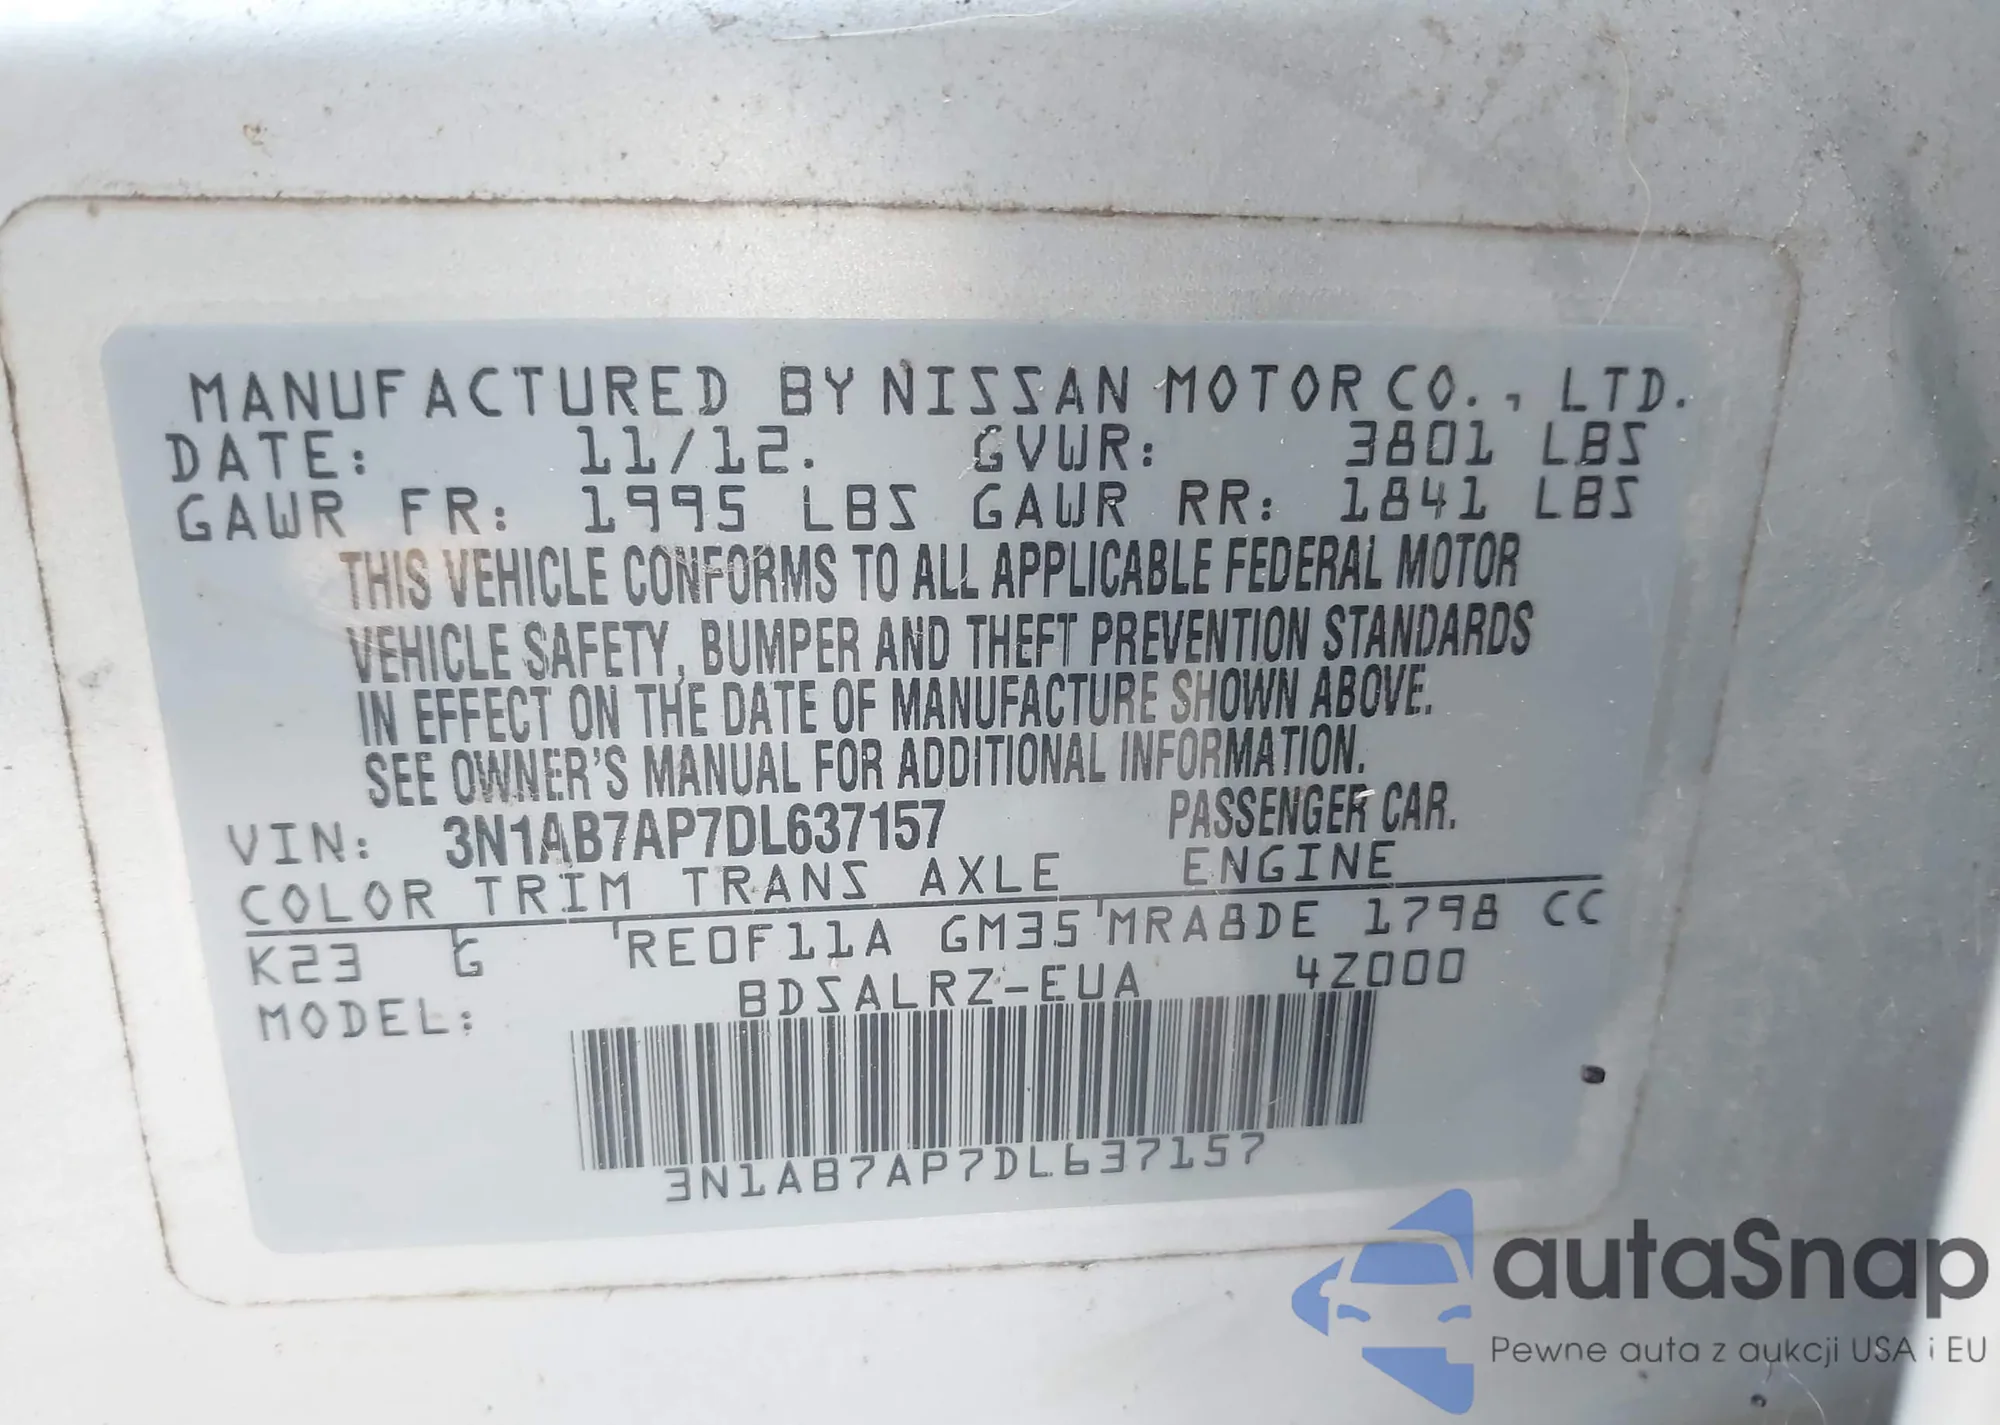 MANUFACTURED BY NISSAN MOTOR CO., LTD.
DATE: 11/12. GVWR: 3801 LBS
GAWR FR: 1995 LBS GAWR RR: 1841 LBS
THIS VEHICLE CONFORMS TO ALL APPLICABLE FEDERAL MOTOR
VEHICLE SAFETY, BUMPER AND THEFT PREVENTION STANDARDS
IN EFFECT ON THE DATE OF MANUFACTURE SHOWN ABOVE.
SEE OWNER'S MANUAL FOR ADDITIONAL INFORMATION.
VIN: 3N1AB7AP7DL637157 PASSENGER CAR.
COLOR TRIM TRANS AXLE ENGINE
K23 G RE0F11A GM35 MRA8DE 1798 CC
MODEL: BDSALRZ-EUA 4Z000
3N1AB7AP7DL637157
autaSnap
Pewne auta z aukcji USA i EU